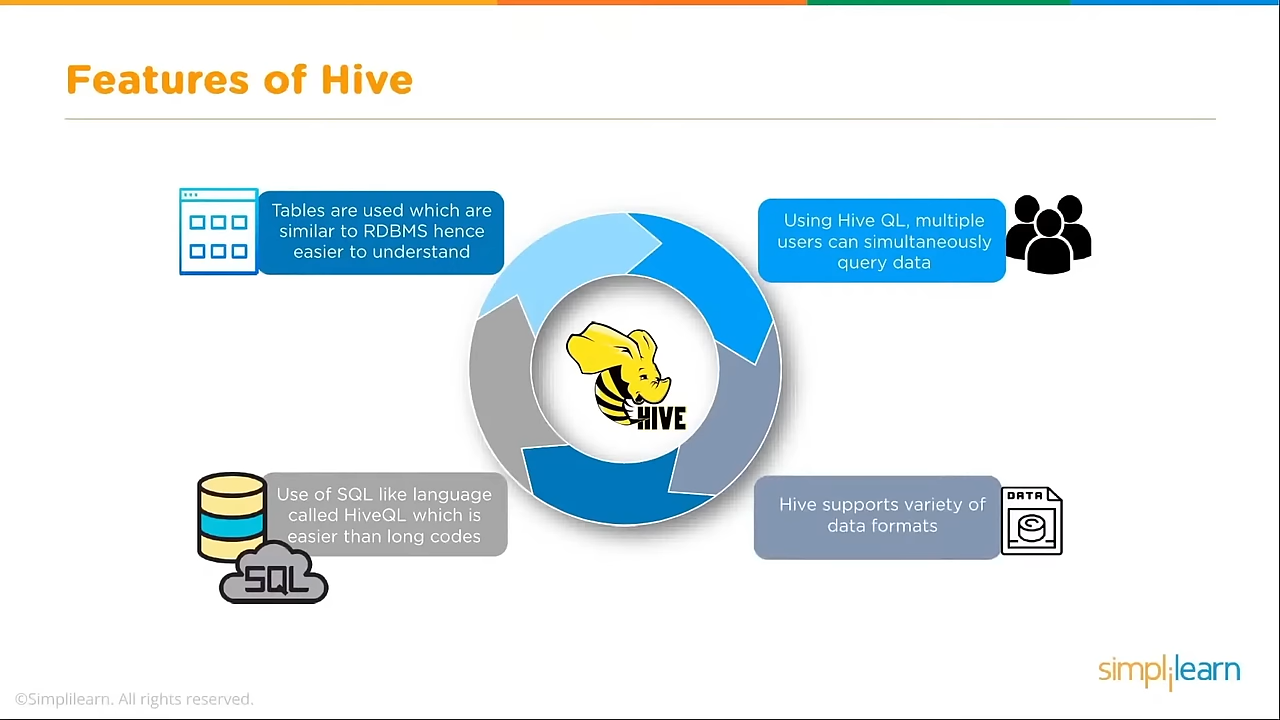 Features of Hive
Tables are used which are
similar to RDBMS hence
easier to understand
Using Hive QL, multiple
users can simultaneously
query data
HIVE
Use of SQL like language
called HiveQL which is
easier than long codes
SQL
Hive supports variety of
data formats
DATA
simplilearn
©Simplilearn. All rights reserved.